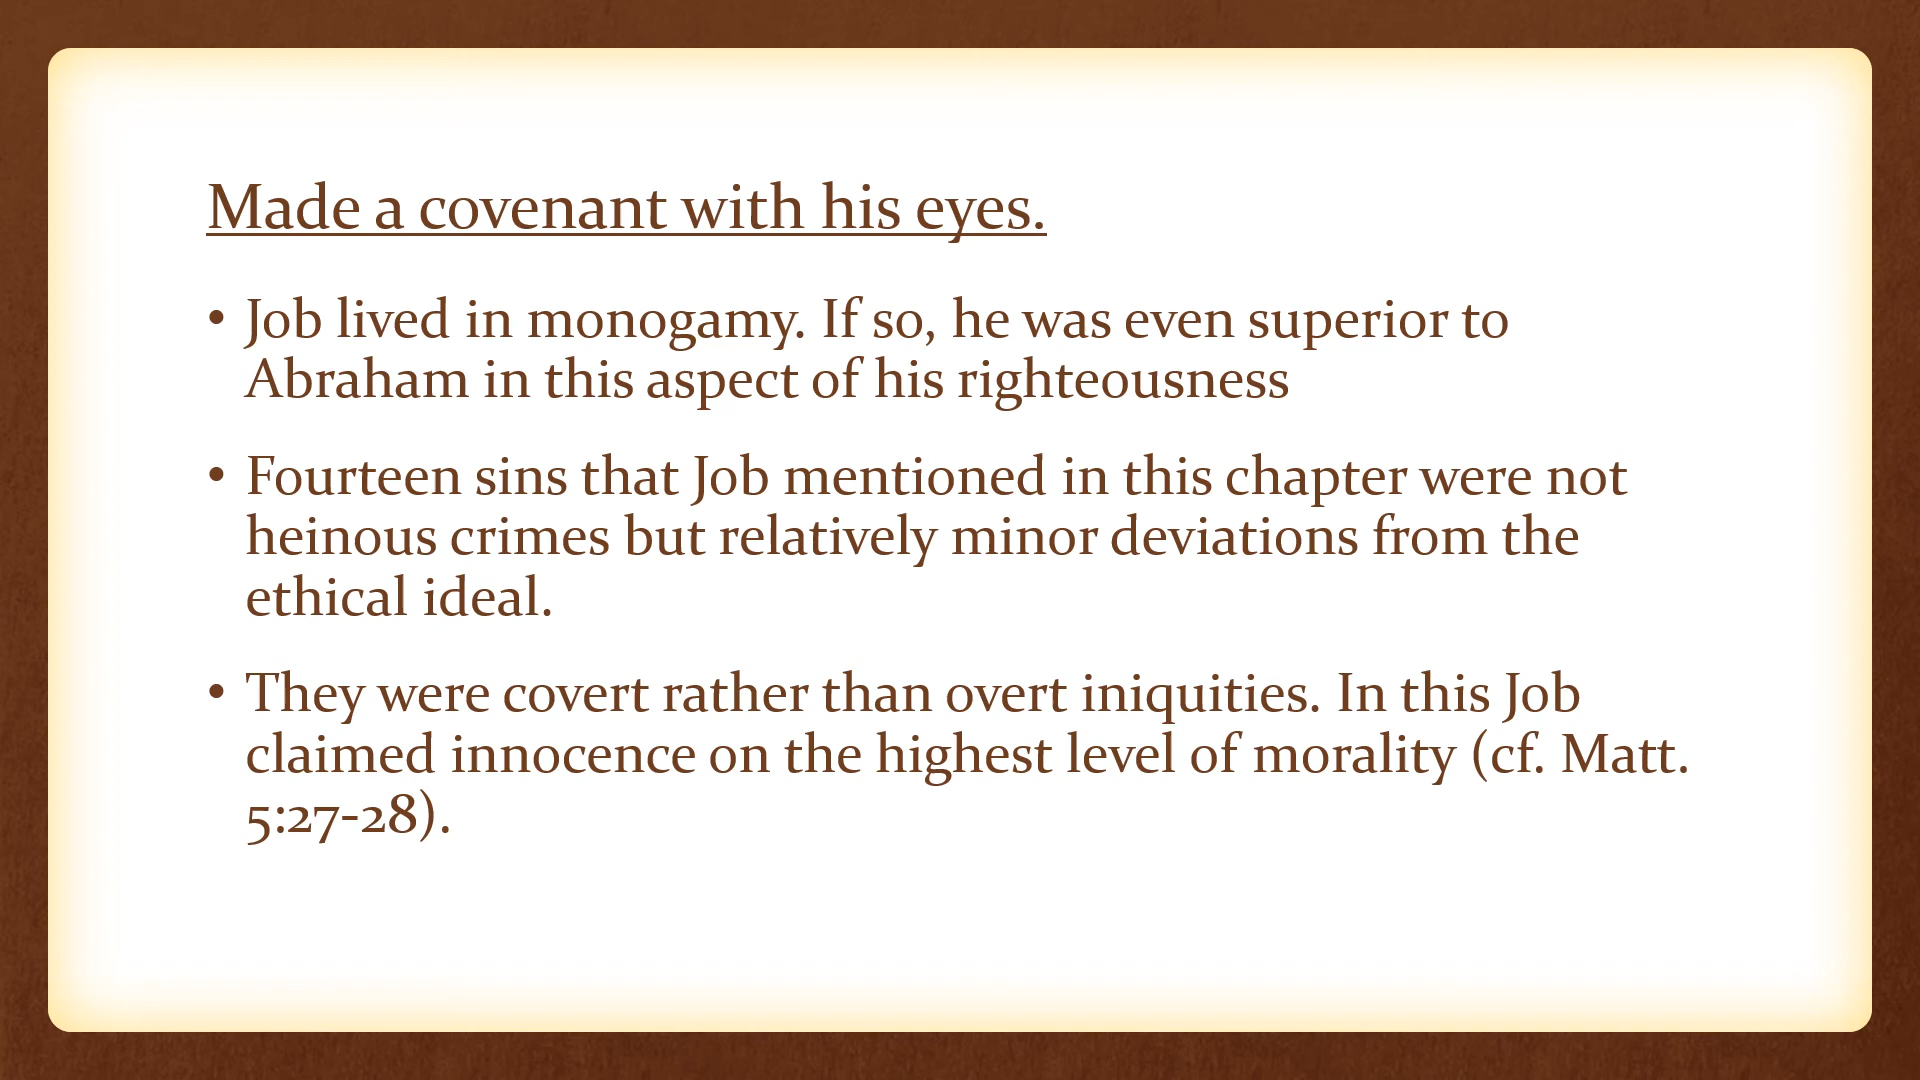 Made a covenant with his eyes.
• Job lived in monogamy. If so, he was even superior to
Abraham in this aspect of his righteousness
• Fourteen sins that Job mentioned in this chapter were not
heinous crimes but relatively minor deviations from the
ethical ideal.
• They were covert rather than overt iniquities. In this Job
claimed innocence on the highest level of morality (cf. Matt.
5:27-28).